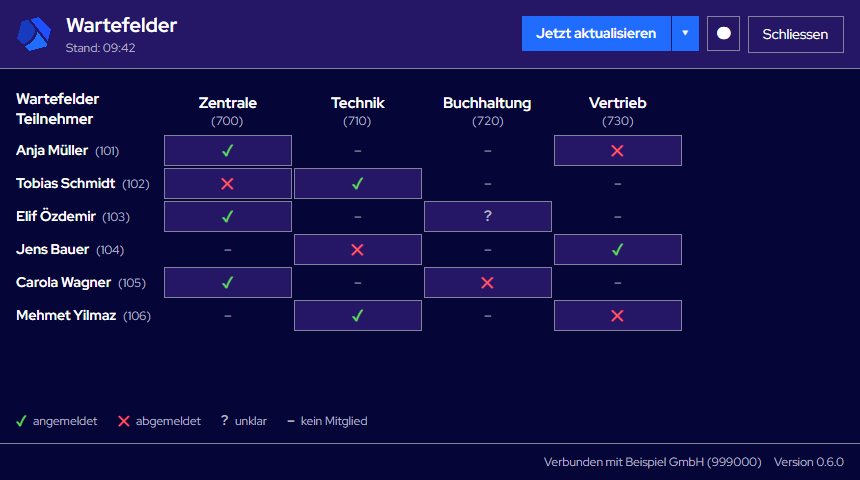 Wartefelder
Stand: 09:42
Jetzt aktualisieren ▼ Schliessen
Wartefelder Teilnehmer Zentrale (700) Technik (710) Buchhaltung (720) Vertrieb (730)
Anja Müller (101) ✓ – – ✕
Tobias Schmidt (102) ✕ ✓ – –
Elif Özdemir (103) ✓ – ? –
Jens Bauer (104) – ✕ – ✓
Carola Wagner (105) ✓ – ✕ –
Mehmet Yilmaz (106) – ✓ – ✕
✓ angemeldet ✕ abgemeldet ? unklar – kein Mitglied
Verbunden mit Beispiel GmbH (999000) Version 0.6.0